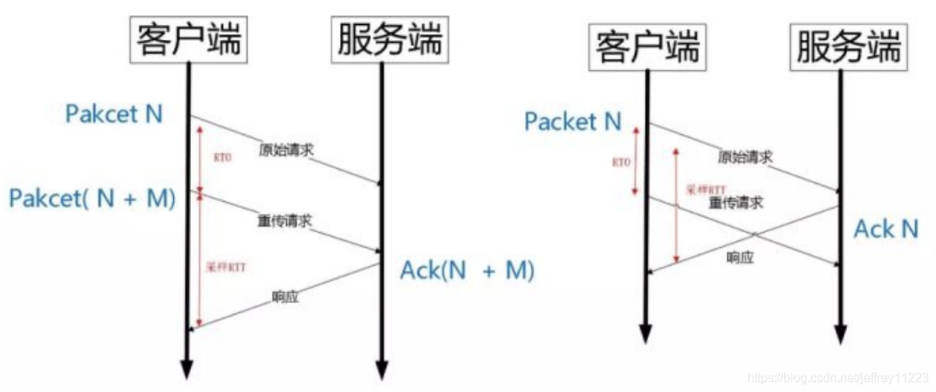 客户端
服务端
Pakcet N
RTO
原始请求
Pakcet( N + M)
重传请求
采样RTT
Ack(N + M)
响应
客户端
服务端
Packet N
RTO
原始请求
采样RTT
重传请求
Ack N
响应
https://blog.csdn.net/jeffrey11223